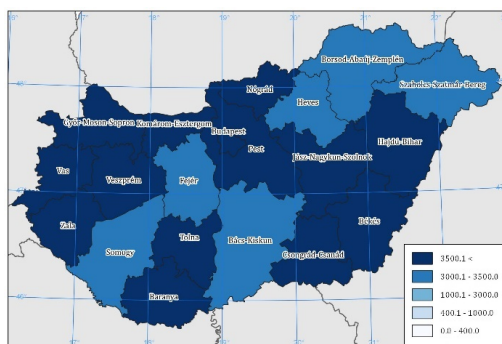 Borsod-Abaúj-Zemplén
Szabolcs-Szatmár-Bereg
Nógrád
Heves
Győr-Moson-Sopron
Komárom-Esztergom
Budapest
Hajdú-Bihar
Pest
Jász-Nagykun-Szolnok
Vas
Veszprém
Fejér
Zala
Tolna
Békés
Somogy
Bács-Kiskun
Csongrád-Csanád
Baranya
3500.1 <
3000.1 - 3500.0
1000.1 - 3000.0
400.1 - 1000.0
0.0 - 400.0